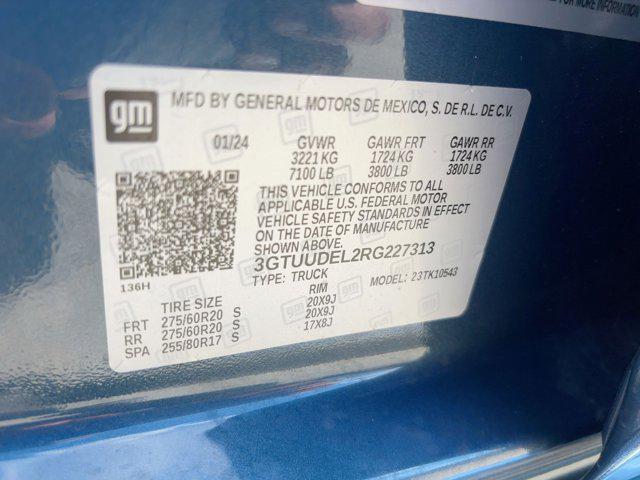 FOR MORE INFORMATION
gm
MFD BY GENERAL MOTORS DE MEXICO, S. DE R.L. DE C.V.
01/24 GVWR GAWR FRT GAWR RR
3221 KG 1724 KG 1724 KG
7100 LB 3800 LB 3800 LB
THIS VEHICLE CONFORMS TO ALL
APPLICABLE U.S. FEDERAL MOTOR
VEHICLE SAFETY STANDARDS IN EFFECT
ON THE DATE OF MANUFACTURE
SHOWN ABOVE.
136H
3GTUUDEL2RG227313
TYPE: TRUCK MODEL: 23TK10543
TIRE SIZE RIM
FRT 275/60R20 S 20X9J
RR 275/60R20 S 20X9J
SPA 255/80R17 S 17X8J